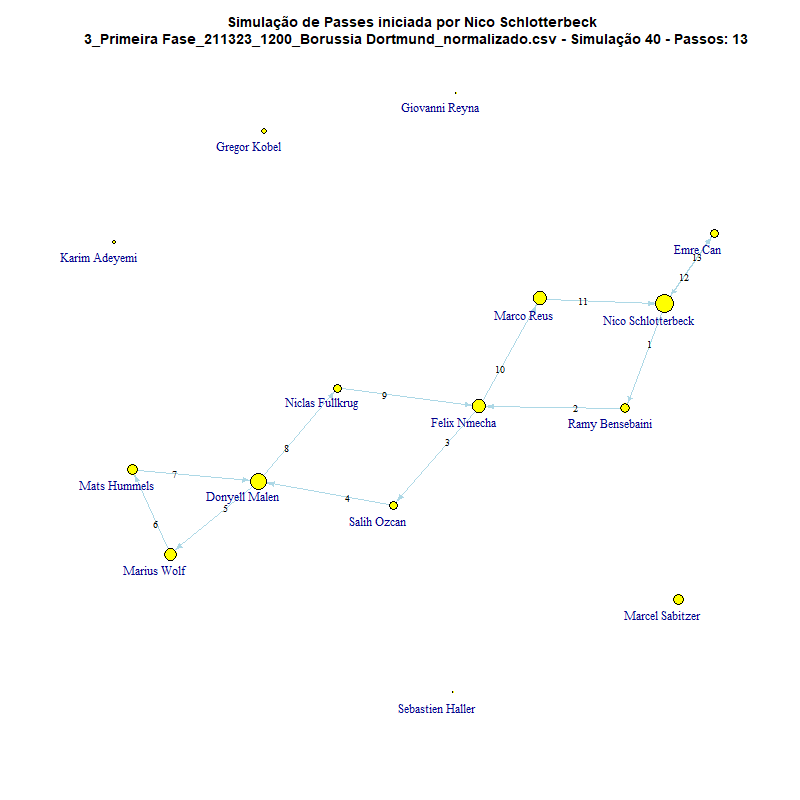 Simulação de Passes iniciada por Nico Schlotterbeck
3_Primeira Fase_211323_1200_Borussia Dortmund_normalizado.csv - Simulação 40 - Passos: 13
Giovanni Reyna
Gregor Kobel
Emre Can
Karim Adeyemi
13
12
11
Marco Reus
Nico Schlotterbeck
1
10
9
Niclas Fullkrug
2
Felix Nmecha
Ramy Bensebaini
3
8
7
Mats Hummels
Donyell Malen
4
5
Salih Ozcan
6
Marius Wolf
Marcel Sabitzer
Sebastien Haller